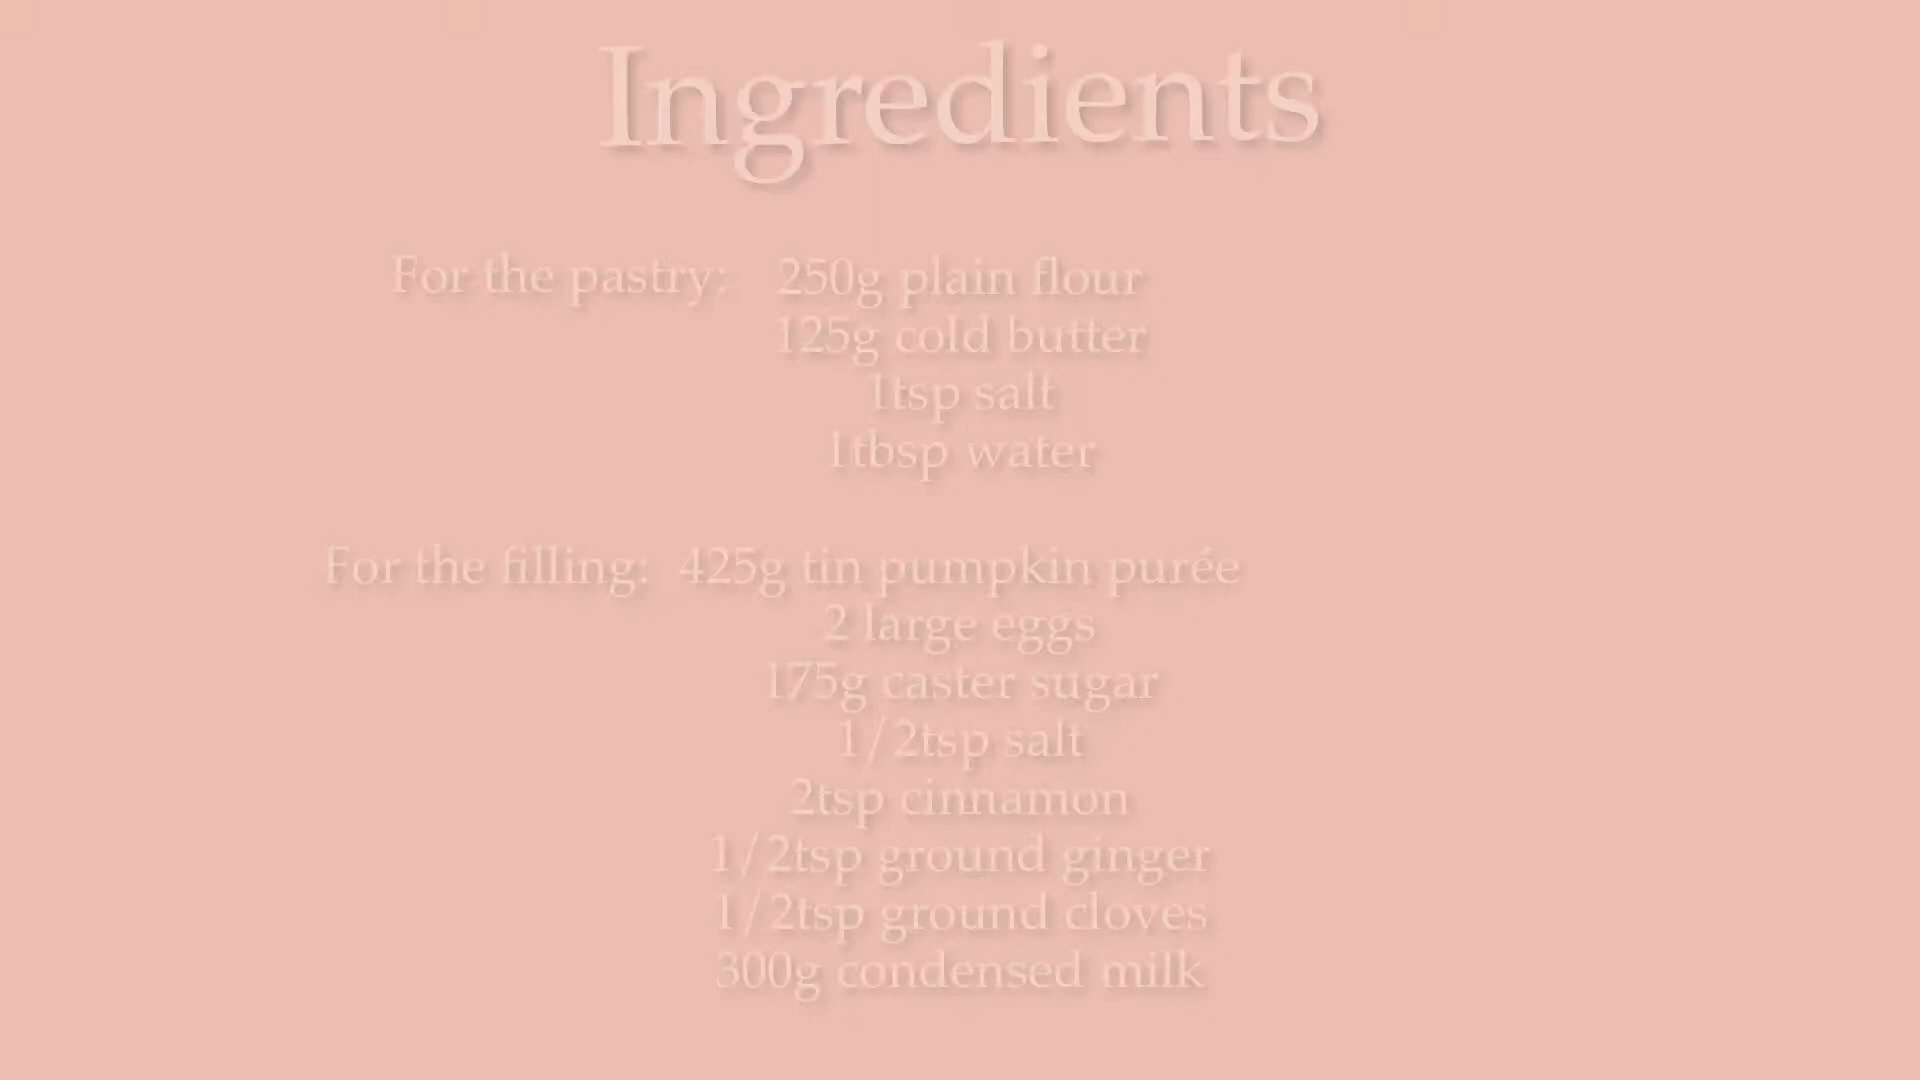 Ingredients
For the pastry: 250g plain flour
125g cold butter
1tsp salt
1tbsp water
For the filling: 425g tin pumpkin purée
2 large eggs
175g caster sugar
1/2tsp salt
2tsp cinnamon
1/2tsp ground ginger
1/2tsp ground cloves
300g condensed milk